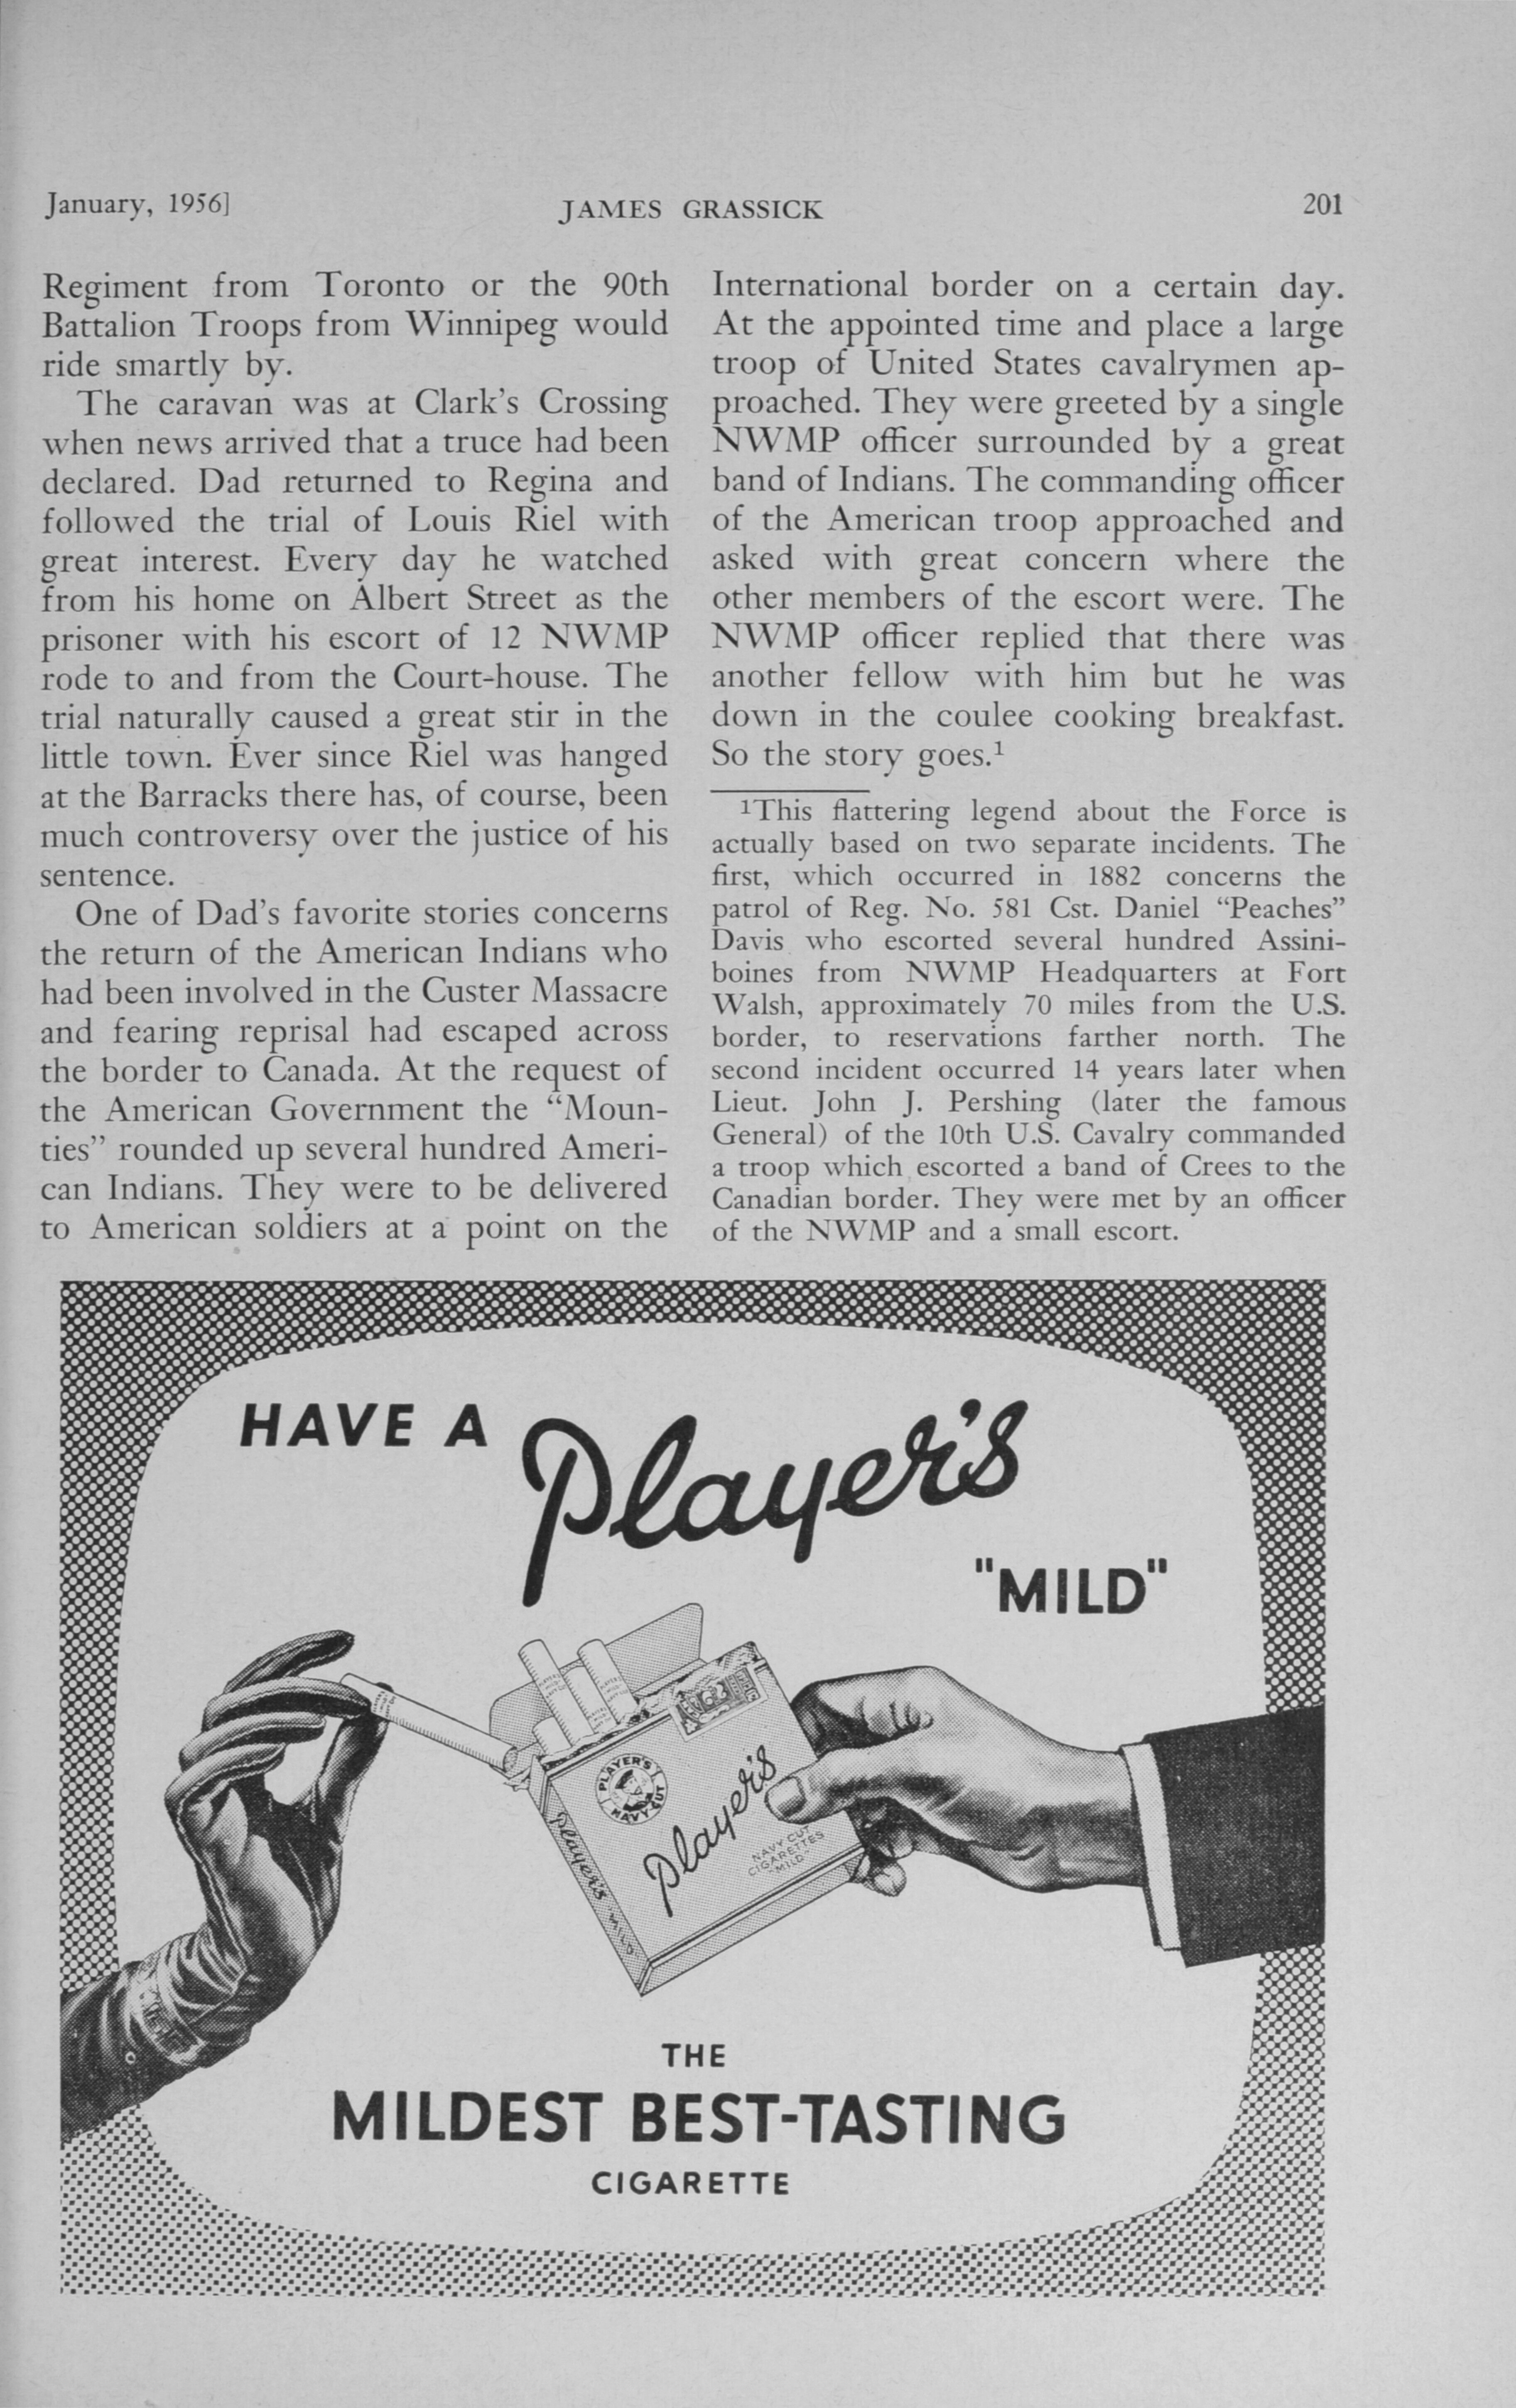 January, 1956]
JAMES GRASSICK
201
Regiment from Toronto or the 90th
Battalion Troops from Winnipeg would
ride smartly by.
The caravan was at Clark's Crossing
when news arrived that a truce had been
declared. Dad returned to Regina and
followed the trial of Louis Riel with
great interest. Every day he watched
from his home on Albert Street as the
prisoner with his escort of 12 NWMP
rode to and from the Court-house. The
trial naturally caused a great stir in the
little town. Ever since Riel was hanged
at the Barracks there has, of course, been
much controversy over the justice of his
sentence.
One of Dad's favorite stories concerns
the return of the American Indians who
had been involved in the Custer Massacre
and fearing reprisal had escaped across
the border to Canada. At the request of
the American Government the "Moun-
ties" rounded up several hundred Ameri-
can Indians. They were to be delivered
to American soldiers at a point on the
International border on a certain day.
At the appointed time and place a large
troop of United States cavalrymen ap-
proached. They were greeted by a single
NWMP officer surrounded by a great
band of Indians. The commanding officer
of the American troop approached and
asked with great concern where the
other members of the escort were. The
NWMP officer replied that there was
another fellow with him but he was
down in the coulee cooking breakfast.
So the story goes.¹
¹This flattering legend about the Force is
actually based on two separate incidents. The
first, which occurred in 1882 concerns the
patrol of Reg. No. 581 Cst. Daniel "Peaches"
Davis who escorted several hundred Assini-
boines from NWMP Headquarters at Fort
Walsh, approximately 70 miles from the U.S.
border, to reservations farther north. The
second incident occurred 14 years later when
Lieut. John J. Pershing (later the famous
General) of the 10th U.S. Cavalry commanded
a troop which escorted a band of Crees to the
Canadian border. They were met by an officer
of the NWMP and a small escort.
HAVE A
Player's
"MILD"
PLAYER'S
NAVY CUT
Player's
NAVY CUT
CIGARETTES
"MILD"
Player's "MILD"
THE
MILDEST BEST-TASTING
CIGARETTE